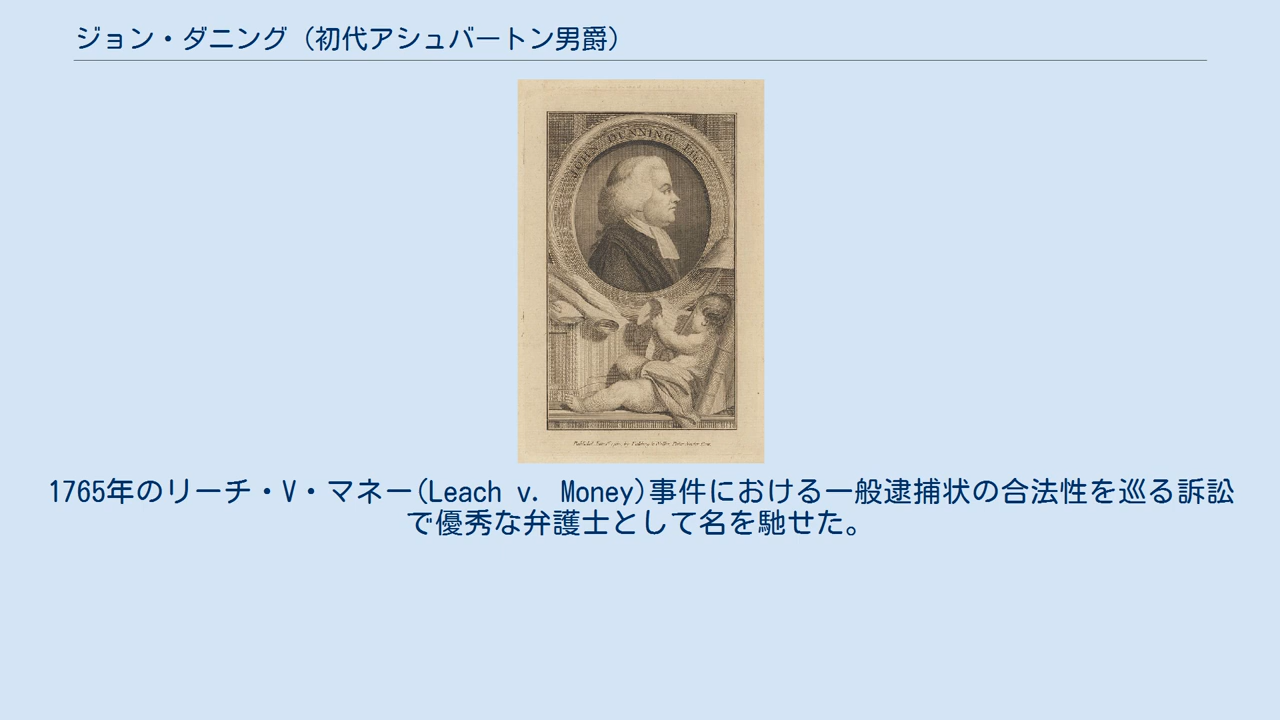 ジョン・ダニング（初代アシュバートン男爵）
JOHN DUNNING, Esq.
1765年のリーチ・V・マネー(Leach v. Money)事件における一般逮捕状の合法性を巡る訴訟
で優秀な弁護士として名を馳せた。